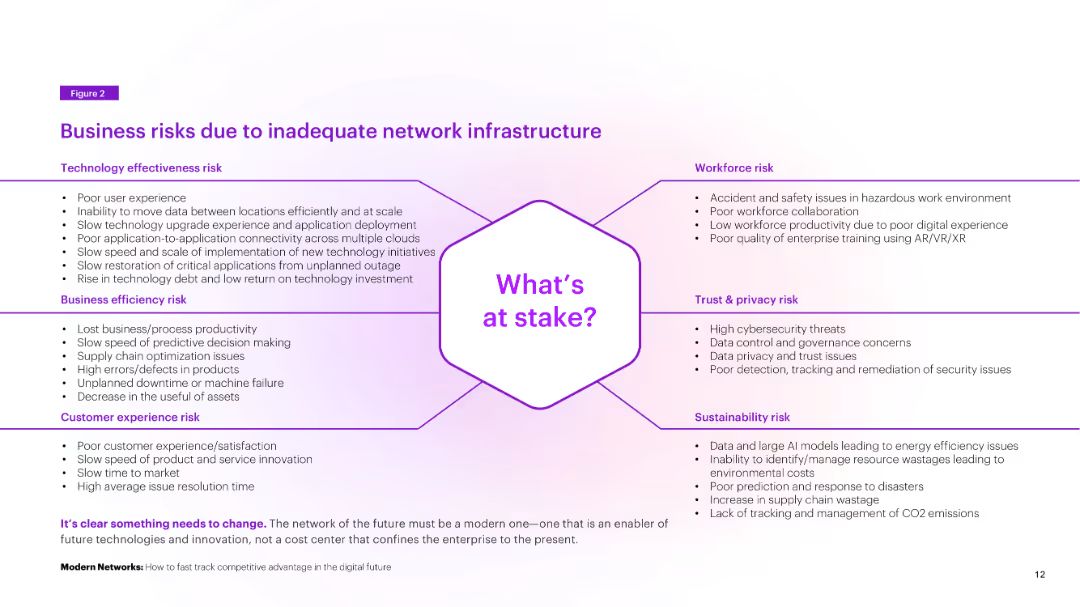 Figure 2
Business risks due to inadequate network infrastructure
Technology effectiveness risk
• Poor user experience
• Inability to move data between locations efficiently and at scale
• Slow technology upgrade experience and application deployment
• Poor application-to-application connectivity across multiple clouds
• Slow speed and scale of implementation of new technology initiatives
• Slow restoration of critical applications from unplanned outage
• Rise in technology debt and low return on technology investment
Business efficiency risk
• Lost business/process productivity
• Slow speed of predictive decision making
• Supply chain optimization issues
• High errors/defects in products
• Unplanned downtime or machine failure
• Decrease in the useful of assets
Customer experience risk
• Poor customer experience/satisfaction
• Slow speed of product and service innovation
• Slow time to market
• High average issue resolution time
What's
at stake?
Workforce risk
• Accident and safety issues in hazardous work environment
• Poor workforce collaboration
• Low workforce productivity due to poor digital experience
• Poor quality of enterprise training using AR/VR/XR
Trust & privacy risk
• High cybersecurity threats
• Data control and governance concerns
• Data privacy and trust issues
• Poor detection, tracking and remediation of security issues
Sustainability risk
• Data and large AI models leading to energy efficiency issues
• Inability to identify/manage resource wastages leading to
environmental costs
• Poor prediction and response to disasters
• Increase in supply chain wastage
• Lack of tracking and management of CO2 emissions
It's clear something needs to change. The network of the future must be a modern one—one that is an enabler of
future technologies and innovation, not a cost center that confines the enterprise to the present.
Modern Networks: How to fast track competitive advantage in the digital future
12